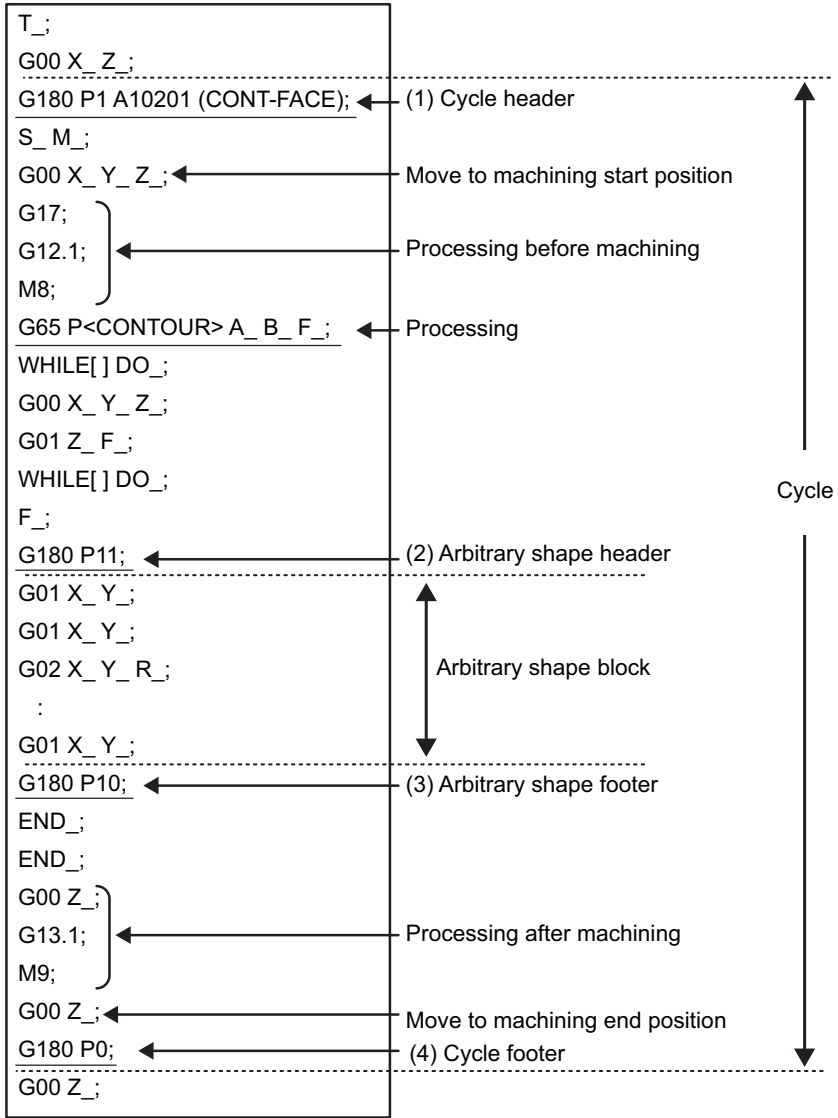 T_;
G00 X_ Z_;
G180 P1 A10201 (CONT-FACE); (1) Cycle header
S_ M_;
G00 X_ Y_ Z_; Move to machining start position
G17;
G12.1; Processing before machining
M8;
G65 P<CONTOUR> A_ B_ F_; Processing
WHILE[ ] DO_;
G00 X_ Y_ Z_;
G01 Z_ F_;
WHILE[ ] DO_;
Cycle
F_;
G180 P11; (2) Arbitrary shape header
G01 X_ Y_;
G01 X_ Y_;
G02 X_ Y_ R_; Arbitrary shape block
:
G01 X_ Y_;
G180 P10; (3) Arbitrary shape footer
END_;
END_;
G00 Z_;
G13.1; Processing after machining
M9;
G00 Z_; Move to machining end position
G180 P0; (4) Cycle footer
G00 Z_;